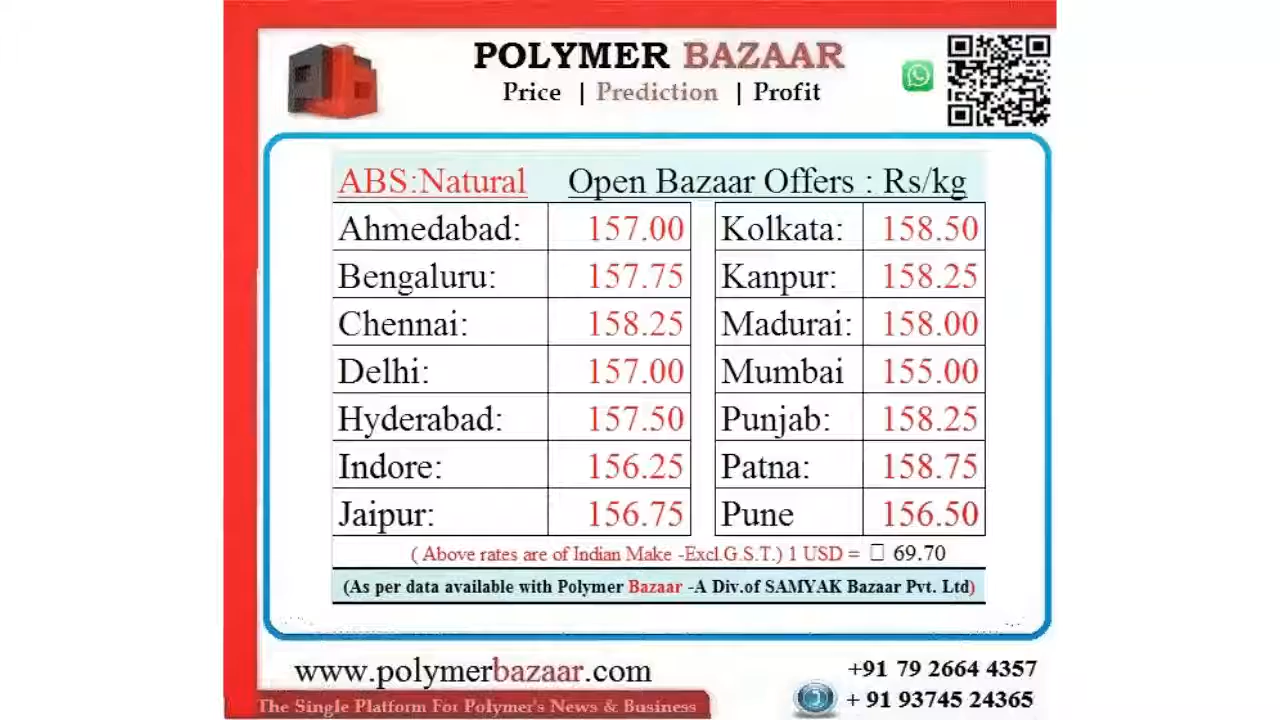 POLYMER BAZAAR
Price | Prediction | Profit
ABS:Natural Open Bazaar Offers : Rs/kg
Ahmedabad: 157.00 Kolkata: 158.50
Bengaluru: 157.75 Kanpur: 158.25
Chennai: 158.25 Madurai: 158.00
Delhi: 157.00 Mumbai 155.00
Hyderabad: 157.50 Punjab: 158.25
Indore: 156.25 Patna: 158.75
Jaipur: 156.75 Pune 156.50
( Above rates are of Indian Make -Excl.G.S.T.) 1 USD = □ 69.70
(As per data available with Polymer Bazaar -A Div.of SAMYAK Bazaar Pvt. Ltd)
www.polymerbazaar.com
+91 79 2664 4357
+ 91 93745 24365
The Single Platform For Polymer's News & Business